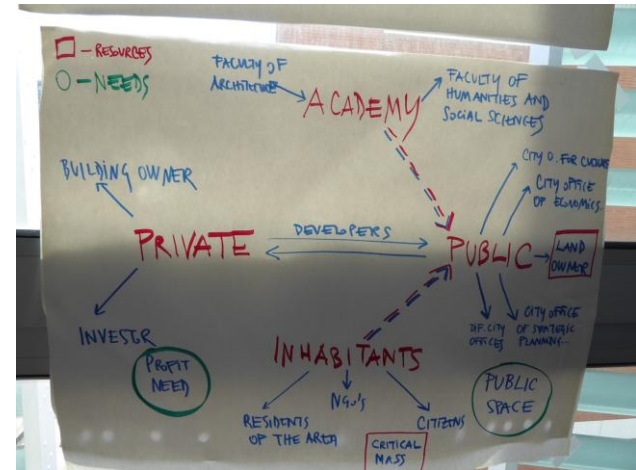 □ – RESOURCES
O – NEEDS
FACULTY OF
ARCHITECTURE
ACADEMY
FACULTY OF
HUMANITIES AND
SOCIAL SCIENCES
CITY O. FOR CULTURE
CITY OFFICE
OF ECONOMICS...
BUILDING OWNER
PRIVATE
DEVELOPERS
PUBLIC
LAND
OWNER
INVESTR
PROFIT
NEED
INHABITANTS
DIF. CITY
OFFICES
CITY OFFICE
OF STRATEGIC
PLANNING...
PUBLIC
SPACE
RESIDENTS
OF THE AREA
NGO'S
CITIZENS
CRITICAL
MASS